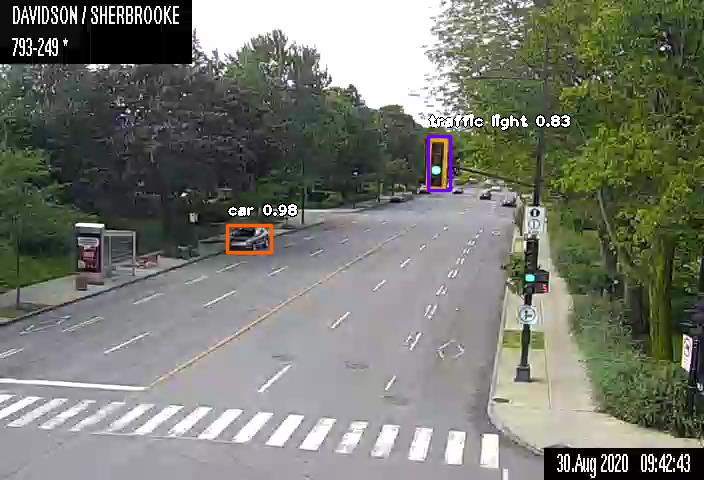 DAVIDSON / SHERBROOKE
793-249 *
traffic light 0.83
car 0.98
30.Aug 2020 09:42:43